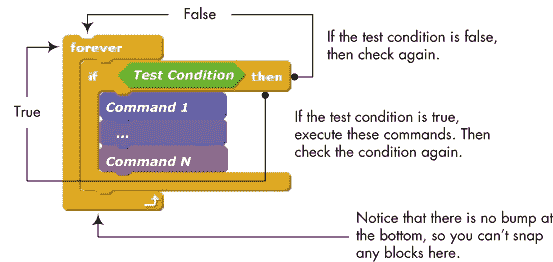 False
If the test condition is false,
then check again.
forever
if Test Condition then
True
Command 1
...
Command N
If the test condition is true,
execute these commands. Then
check the condition again.
Notice that there is no bump at
the bottom, so you can't snap
any blocks here.